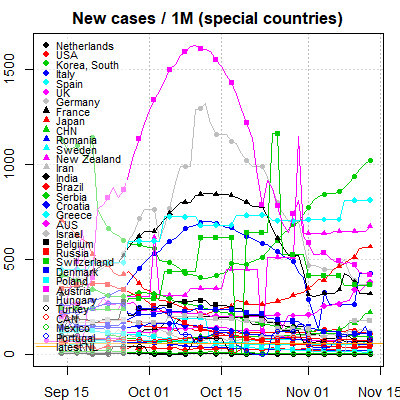 New cases / 1M (special countries)
Netherlands
USA
Korea, South
Italy
Spain
UK
Germany
France
Japan
CHN
Romania
Sweden
New Zealand
Iran
India
Brazil
Serbia
Croatia
Greece
AUS
Israel
Belgium
Russia
Switzerland
Denmark
Poland
Austria
Hungary
Turkey
CAN
Mexico
Portugal
latest NL
0
500
1000
1500
Sep 15
Oct 01
Oct 15
Nov 01
Nov 15